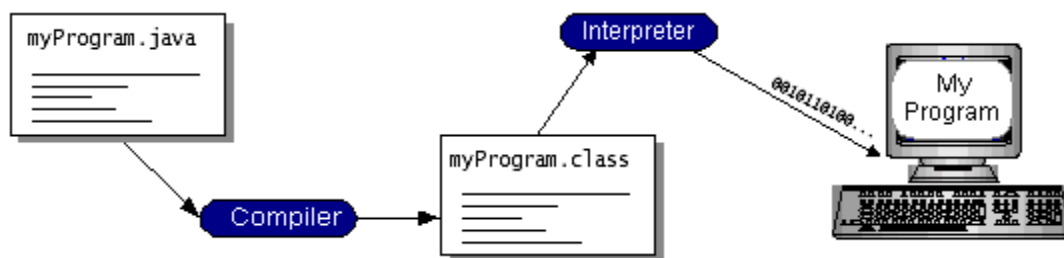 myProgram.java
Compiler
myProgram.class
Interpreter
0010110100...
My
Program